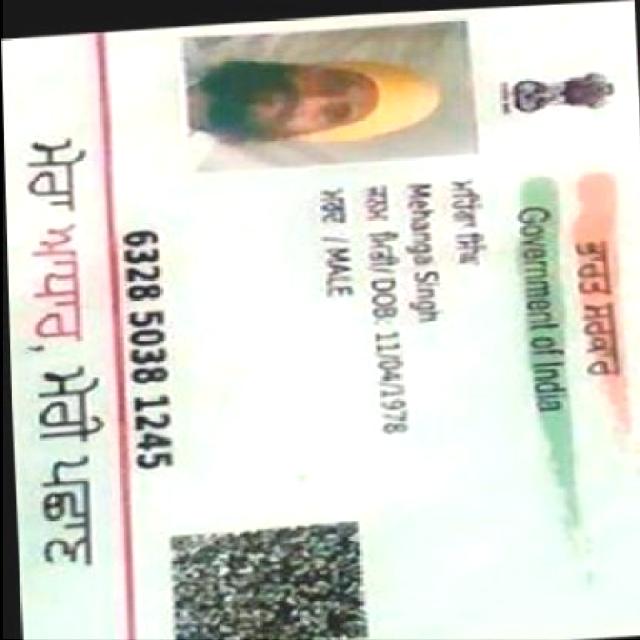 ਭਾਰਤ ਸਰਕਾਰ
Government of India
ਮਹਿੰਗਾ ਸਿੰਘ
Mehanga Singh
ਜਨਮ ਮਿਤੀ/ DOB: 11/04/1978
ਮਰਦ / MALE
6328 5038 1245
ਮੇਰਾ ਆਧਾਰ, ਮੇਰੀ ਪਛਾਣ